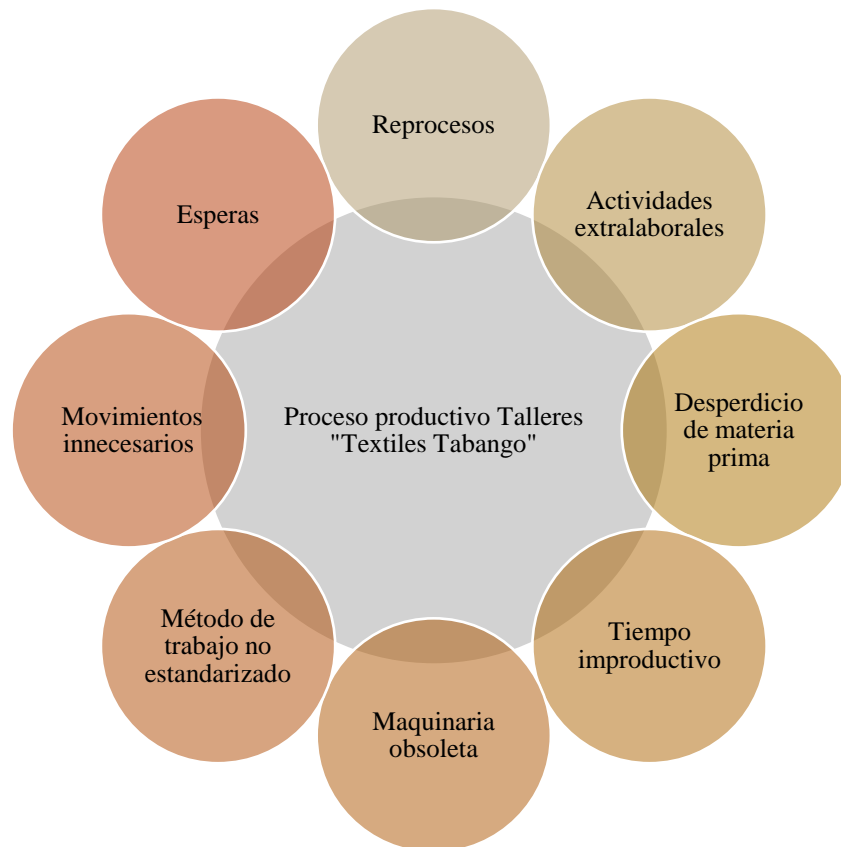 Reprocesos
Actividades
extralaborales
Desperdicio
de materia
prima
Tiempo
improductivo
Maquinaria
obsoleta
Método de
trabajo no
estandarizado
Movimientos
innecesarios
Esperas
Proceso productivo Talleres
"Textiles Tabango"